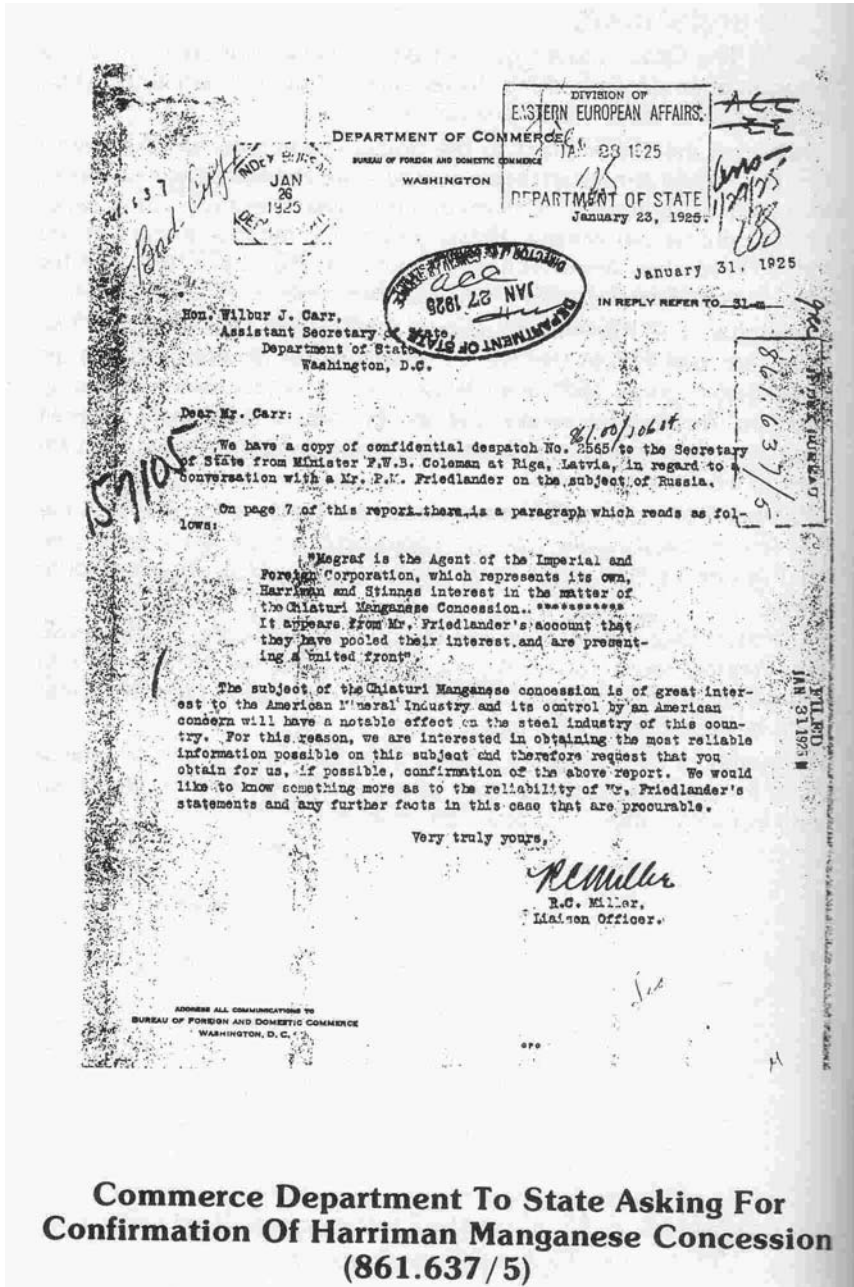 DIVISION OF
EASTERN EUROPEAN AFFAIRS
1925
DEPARTMENT OF STATE
DEPARTMENT OF COMMERCE
BUREAU OF FOREIGN AND DOMESTIC COMMERCE
WASHINGTON
JAN
26
1925
Bad Copy
1/29/25
January 23, 1925.
January 31, 1925
IN REPLY REFER TO 31-m
DEPARTMENT OF STATE
JAN 27 1925
Hon. Wilbur J. Carr,
Assistant Secretary of State,
Department of State,
Washington, D.C.
861.637/5
157105
Dear Mr. Carr:
We have a copy of confidential despatch No. 2565 to the Secretary
of State from Minister F.W.B. Coleman at Riga, Latvia, in regard to a
conversation with a Mr. P.M. Friedlander on the subject of Russia.
On page 7 of this report there is a paragraph which reads as fol-
lows:
"Megraf is the Agent of the Imperial and
Foreign Corporation, which represents its own,
Harriman and Stinnes interest in the matter of
the Chiaturi Manganese Concession.. ***********
It appears from Mr. Friedlander's account that
they have pooled their interest and are present-
ing a united front".
The subject of the Chiaturi Manganese concession is of great inter-
est to the American Mineral Industry and its control by an American
concern will have a notable effect on the steel industry of this coun-
try. For this reason, we are interested in obtaining the most reliable
information possible on this subject and therefore request that you
obtain for us, if possible, confirmation of the above report. We would
like to know something more as to the reliability of Mr. Friedlander's
statements and any further facts in this case that are procurable.
FILED
JAN 31 1925
Very truly yours,
R.C. Miller
R.C. Miller,
Liaison Officer.
ADDRESS ALL COMMUNICATIONS TO
BUREAU OF FOREIGN AND DOMESTIC COMMERCE
WASHINGTON, D. C.
GPO
Commerce Department To State Asking For
Confirmation Of Harriman Manganese Concession
(861.637/5)